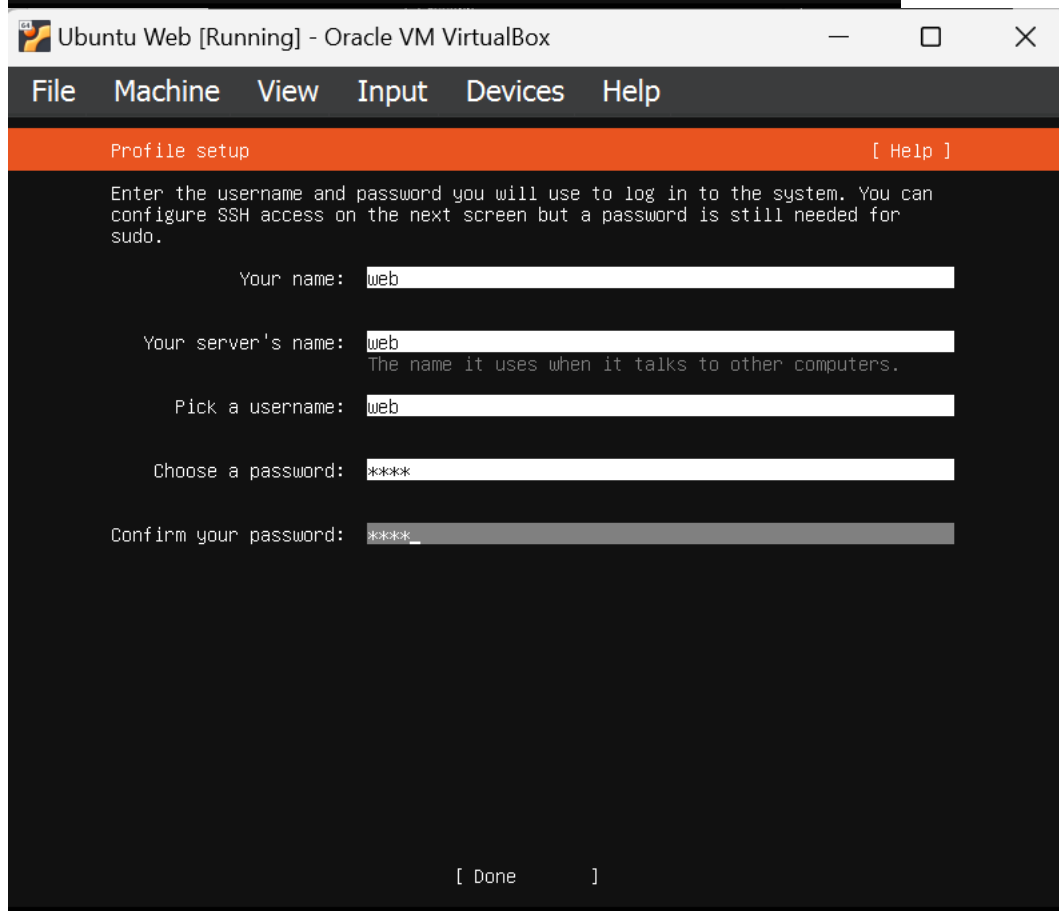 Ubuntu Web [Running] - Oracle VM VirtualBox
File Machine View Input Devices Help
Profile setup [ Help ]
Enter the username and password you will use to log in to the system. You can
configure SSH access on the next screen but a password is still needed for
sudo.
Your name: web
Your server's name: web
The name it uses when it talks to other computers.
Pick a username: web
Choose a password: ****
Confirm your password: ****_
[ Done ]